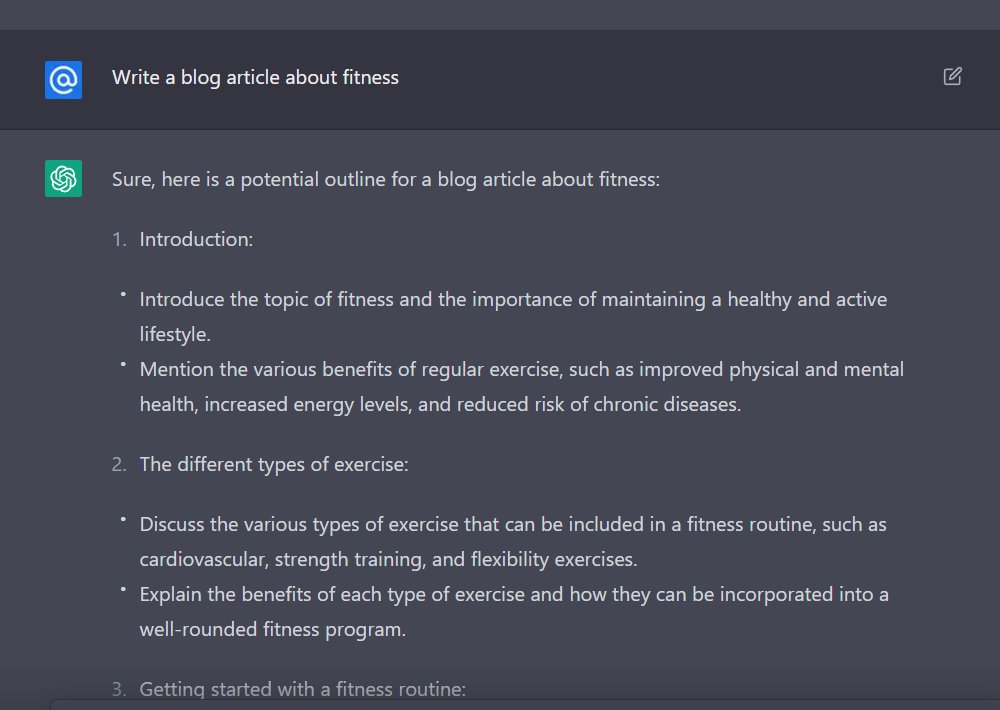 Write a blog article about fitness
Sure, here is a potential outline for a blog article about fitness:
1. Introduction:
• Introduce the topic of fitness and the importance of maintaining a healthy and active
lifestyle.
• Mention the various benefits of regular exercise, such as improved physical and mental
health, increased energy levels, and reduced risk of chronic diseases.
2. The different types of exercise:
• Discuss the various types of exercise that can be included in a fitness routine, such as
cardiovascular, strength training, and flexibility exercises.
• Explain the benefits of each type of exercise and how they can be incorporated into a
well-rounded fitness program.
3. Getting started with a fitness routine: